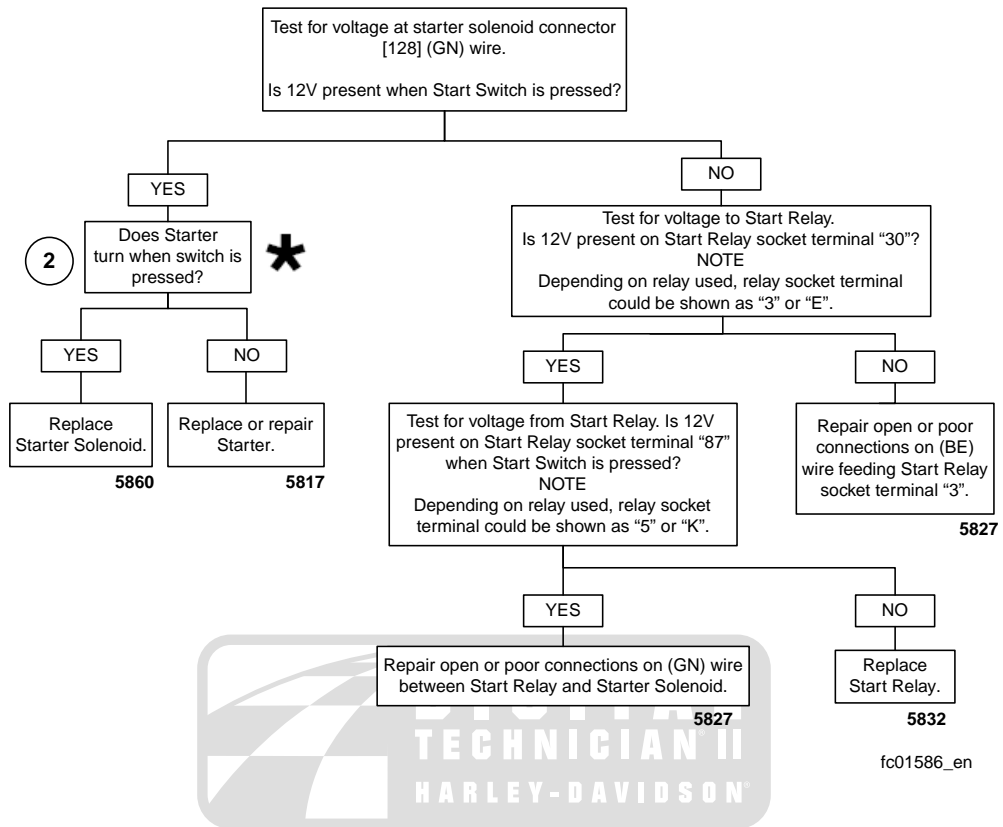 Test for voltage at starter solenoid connector
[128] (GN) wire.
Is 12V present when Start Switch is pressed?
YES
NO
2
Does Starter
turn when switch is
pressed?
*
Test for voltage to Start Relay.
Is 12V present on Start Relay socket terminal “30”?
NOTE
Depending on relay used, relay socket terminal
could be shown as “3” or “E”.
YES
NO
YES
NO
Replace
Starter Solenoid.
5860
Replace or repair
Starter.
5817
Test for voltage from Start Relay. Is 12V
present on Start Relay socket terminal “87”
when Start Switch is pressed?
NOTE
Depending on relay used, relay socket
terminal could be shown as “5” or “K”.
Repair open or poor
connections on (BE)
wire feeding Start Relay
socket terminal “3”.
5827
YES
NO
Repair open or poor connections on (GN) wire
between Start Relay and Starter Solenoid.
5827
Replace
Start Relay.
5832
fc01586_en
DIGITAL
TECHNICIAN II
HARLEY-DAVIDSON®